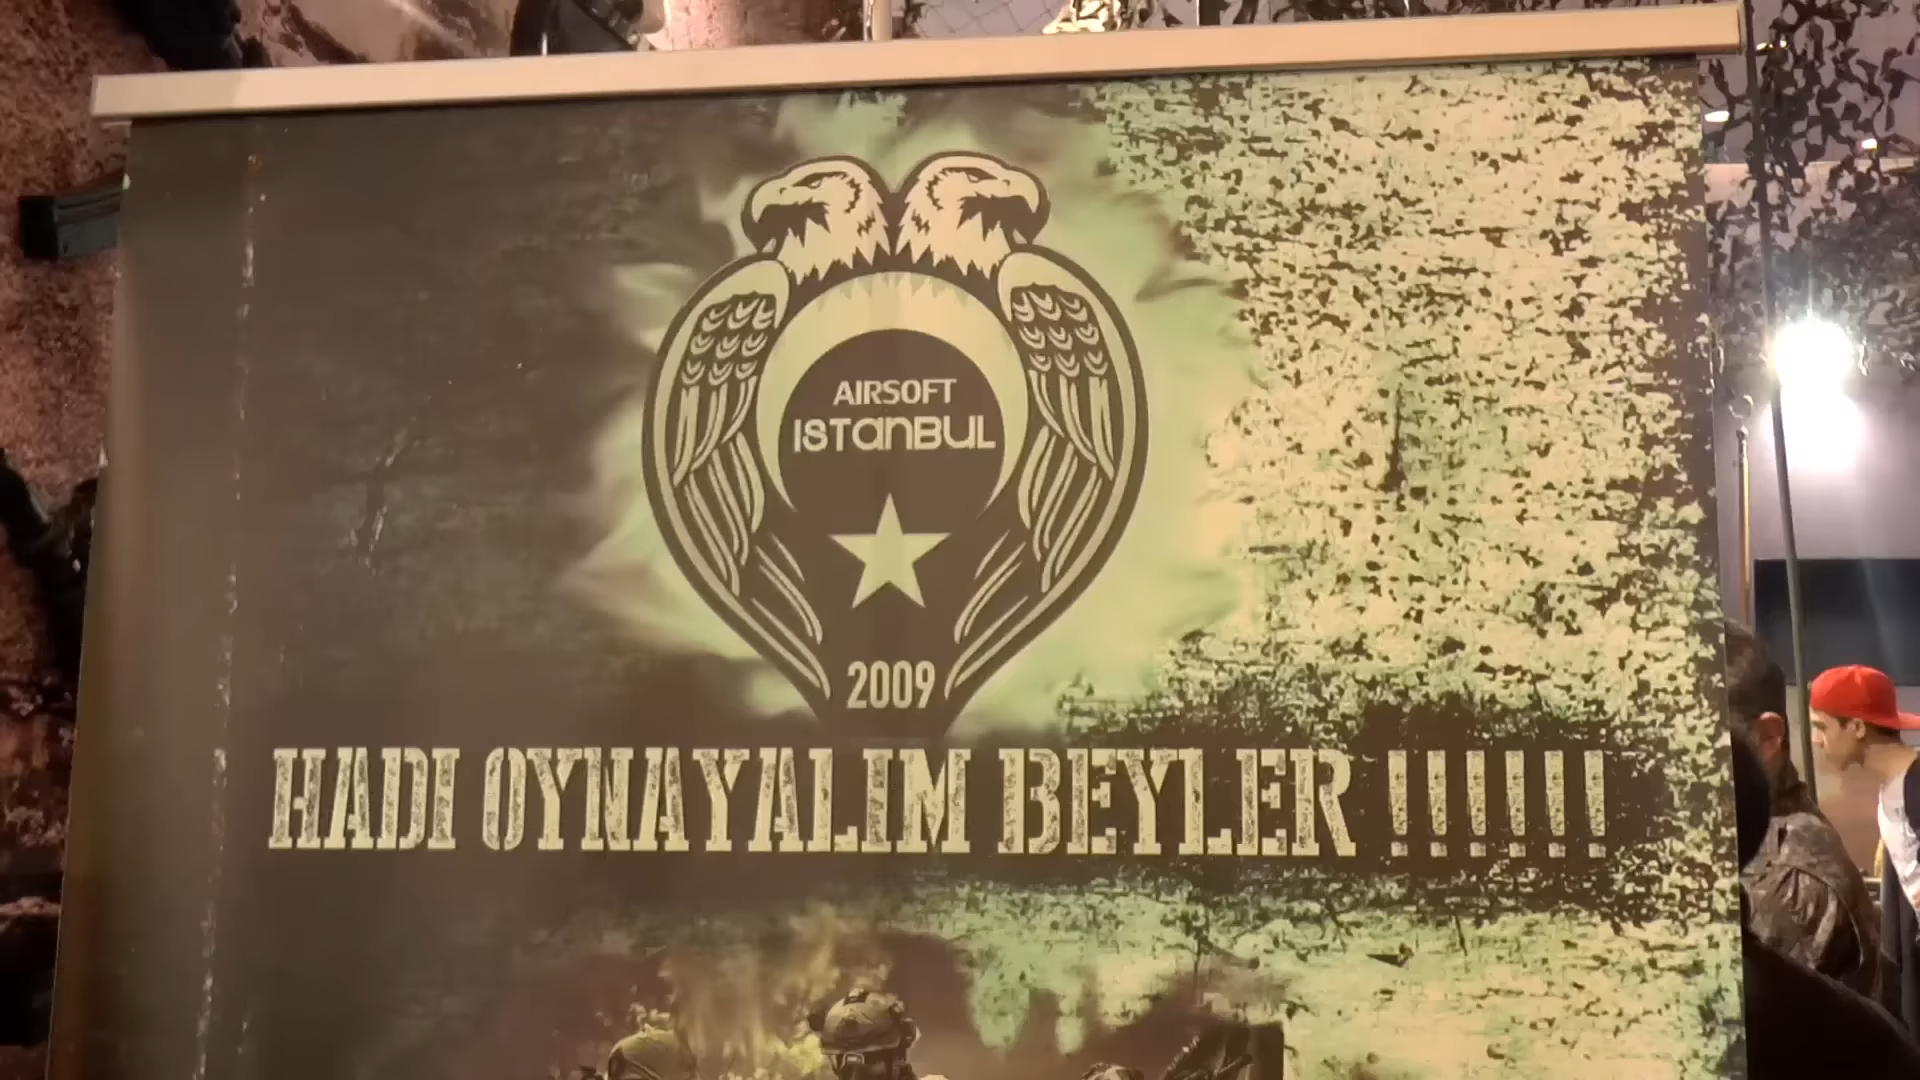 AIRSOFT
ISTANBUL
2009
HADI OYNAYALIM BEYLER !!!!!!